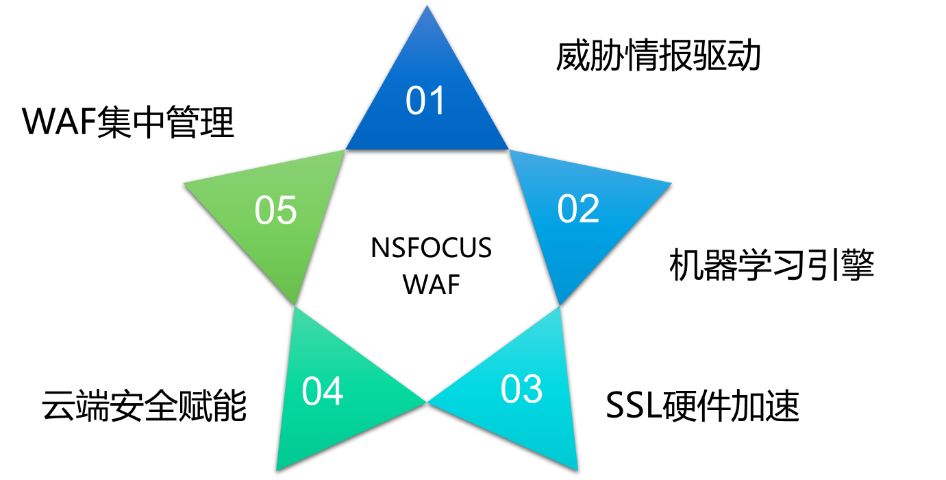 01
威胁情报驱动
02
机器学习引擎
03
SSL硬件加速
04
云端安全赋能
05
WAF集中管理
NSFOCUS
WAF